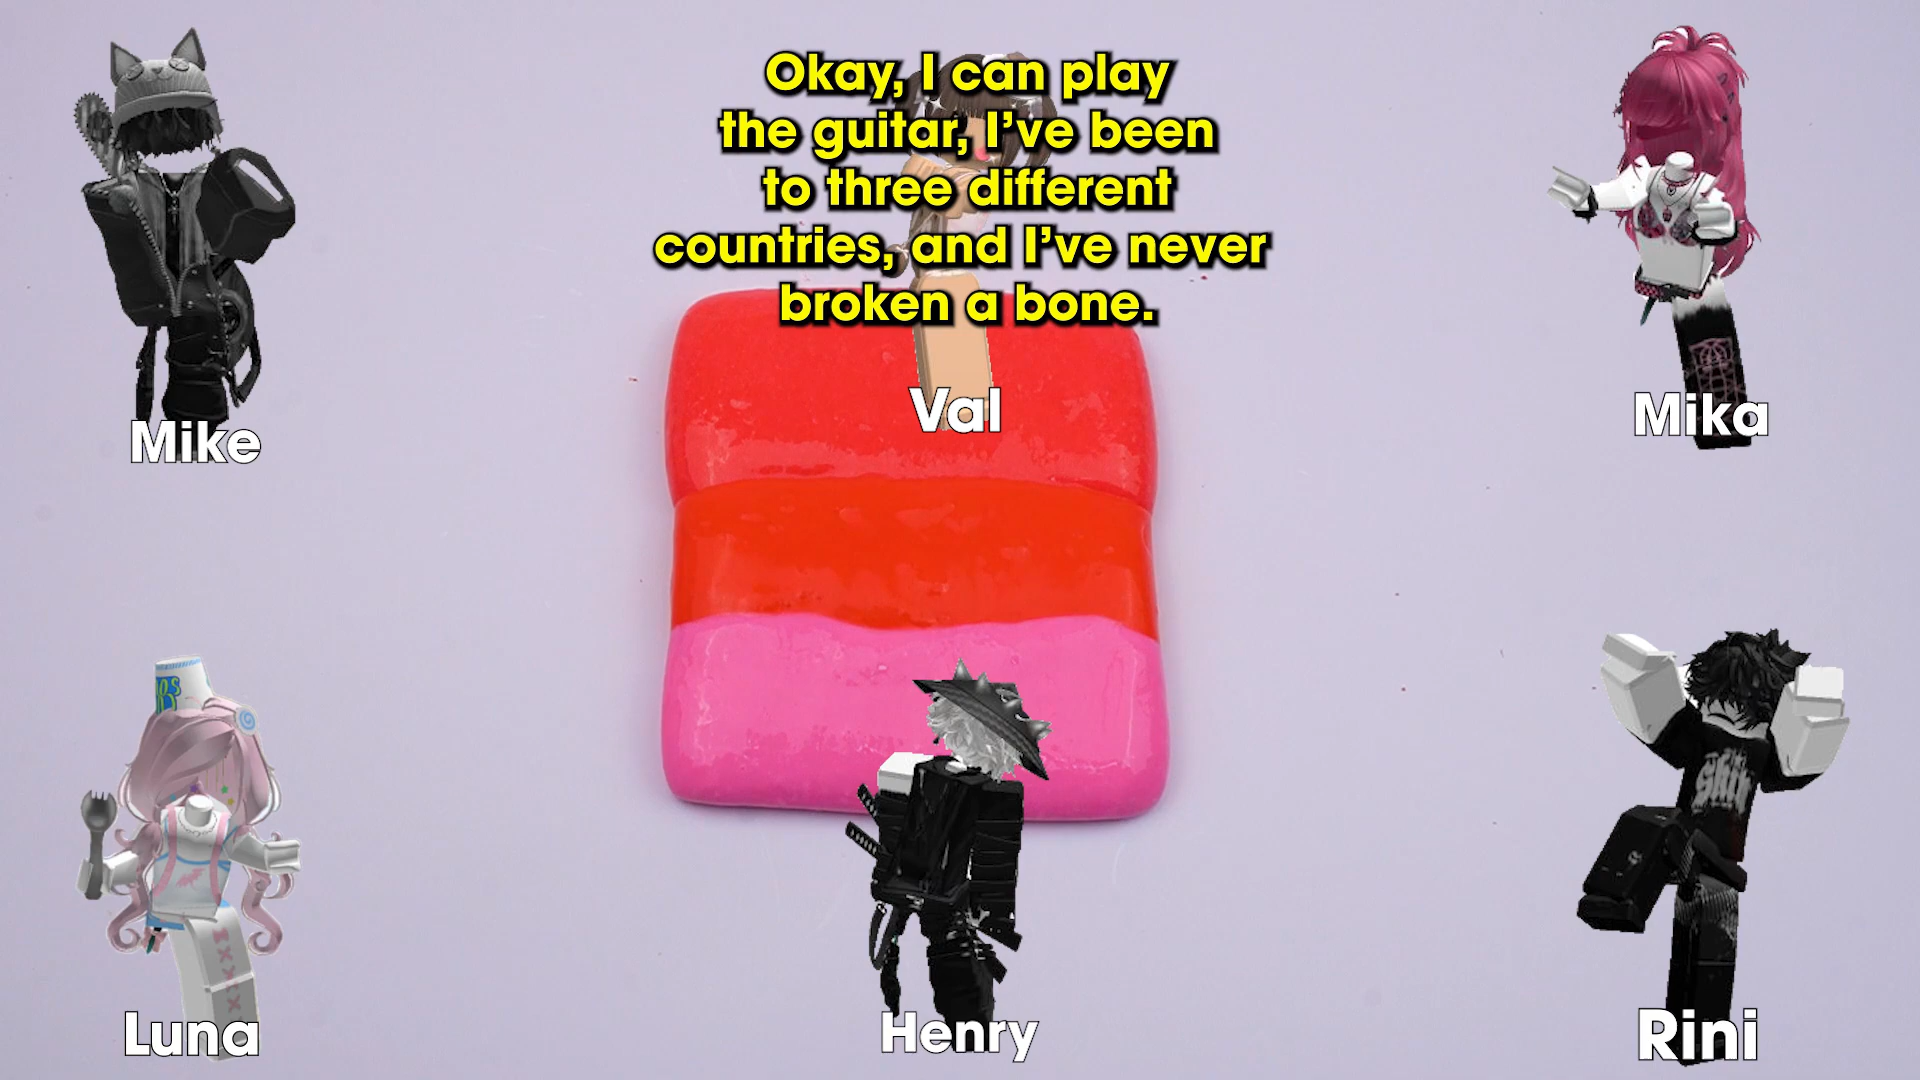 Okay, I can play
the guitar, I’ve been
to three different
countries, and I’ve never
broken a bone.
Mike
Val
Mika
Luna
Henry
Rini